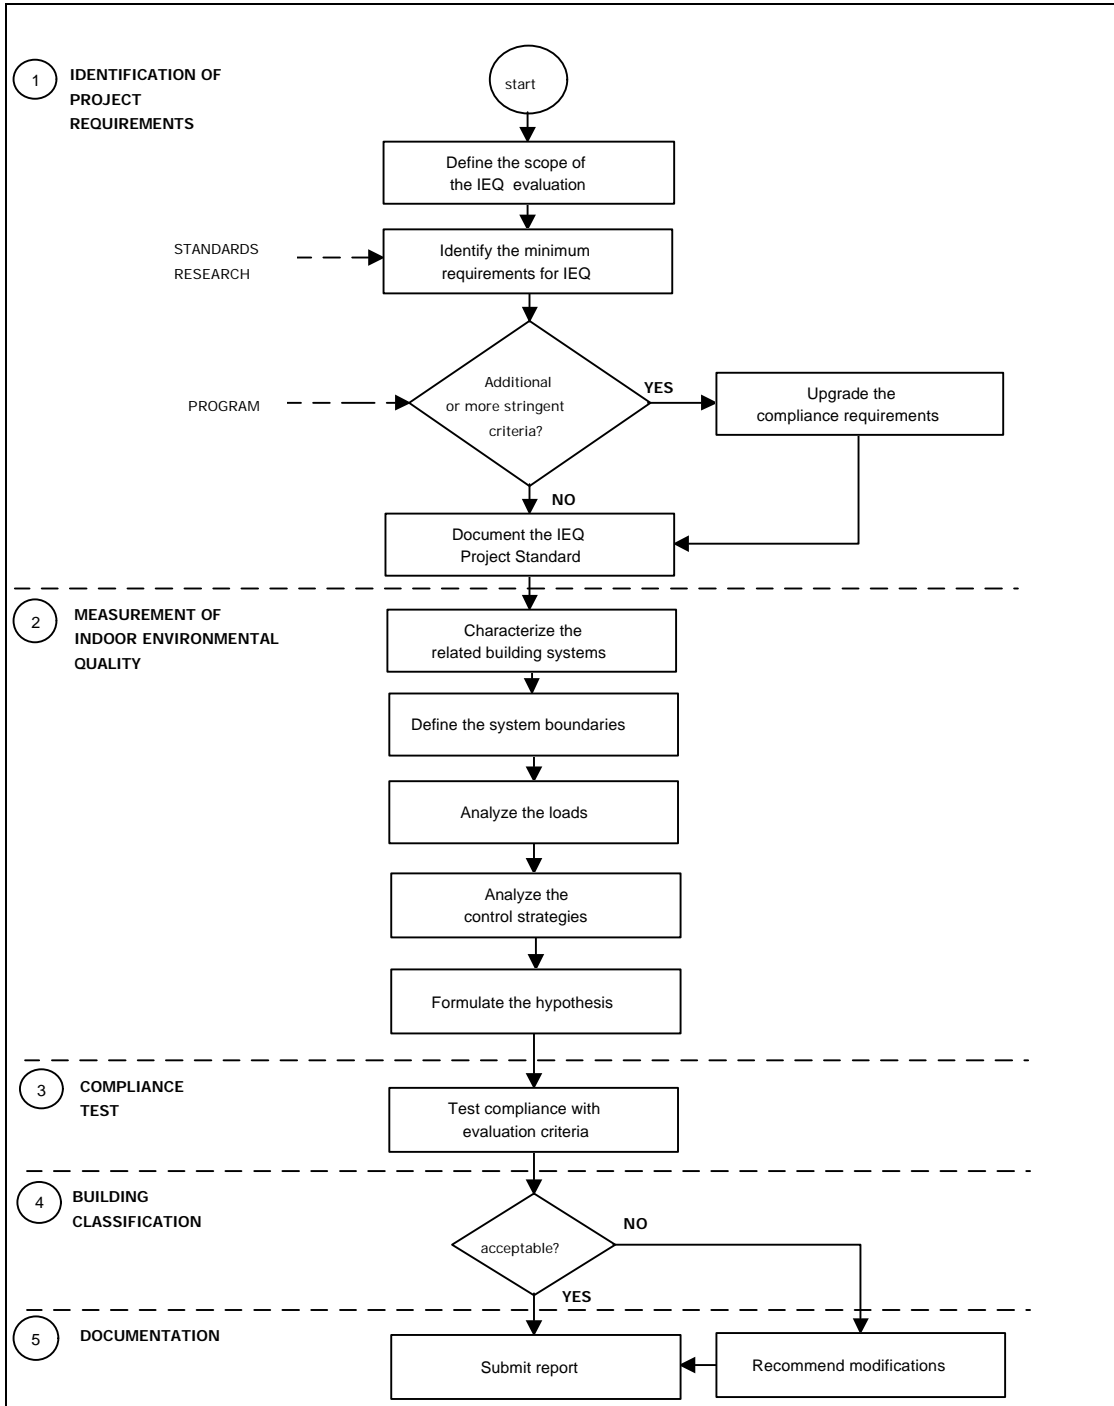 1
IDENTIFICATION OF
PROJECT
REQUIREMENTS
start
Define the scope of
the IEQ evaluation
STANDARDS
RESEARCH
Identify the minimum
requirements for IEQ
PROGRAM
Additional
or more stringent
criteria?
YES
Upgrade the
compliance requirements
NO
Document the IEQ
Project Standard
2
MEASUREMENT OF
INDOOR ENVIRONMENTAL
QUALITY
Characterize the
related building systems
Define the system boundaries
Analyze the loads
Analyze the
control strategies
Formulate the hypothesis
3
COMPLIANCE
TEST
Test compliance with
evaluation criteria
4
BUILDING
CLASSIFICATION
acceptable?
NO
YES
5
DOCUMENTATION
Submit report
Recommend modifications